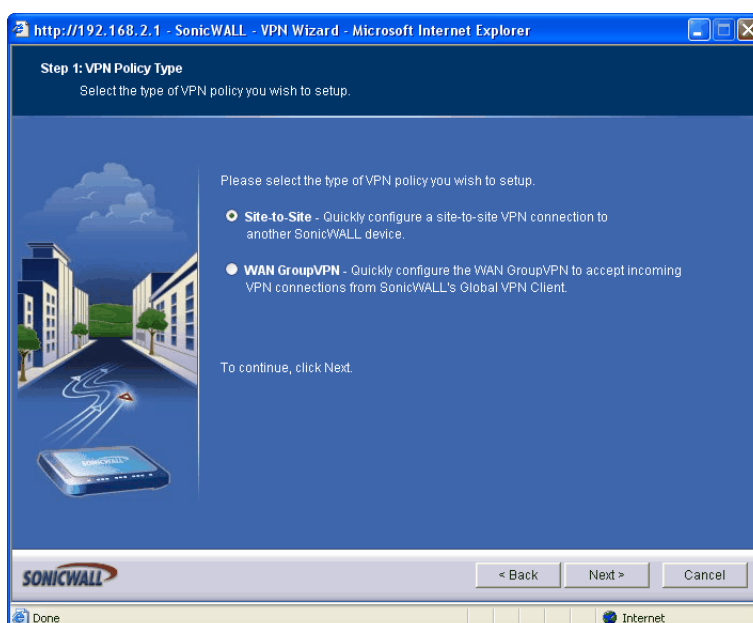 http://192.168.2.1 - SonicWALL - VPN Wizard - Microsoft Internet Explorer
Step 1: VPN Policy Type
Select the type of VPN policy you wish to setup.
Please select the type of VPN policy you wish to setup.
Site-to-Site - Quickly configure a site-to-site VPN connection to
another SonicWALL device.
WAN GroupVPN - Quickly configure the WAN GroupVPN to accept incoming
VPN connections from SonicWALL's Global VPN Client.
To continue, click Next.
SONICWALL
SONICWALL
< Back
Next >
Cancel
Done
Internet